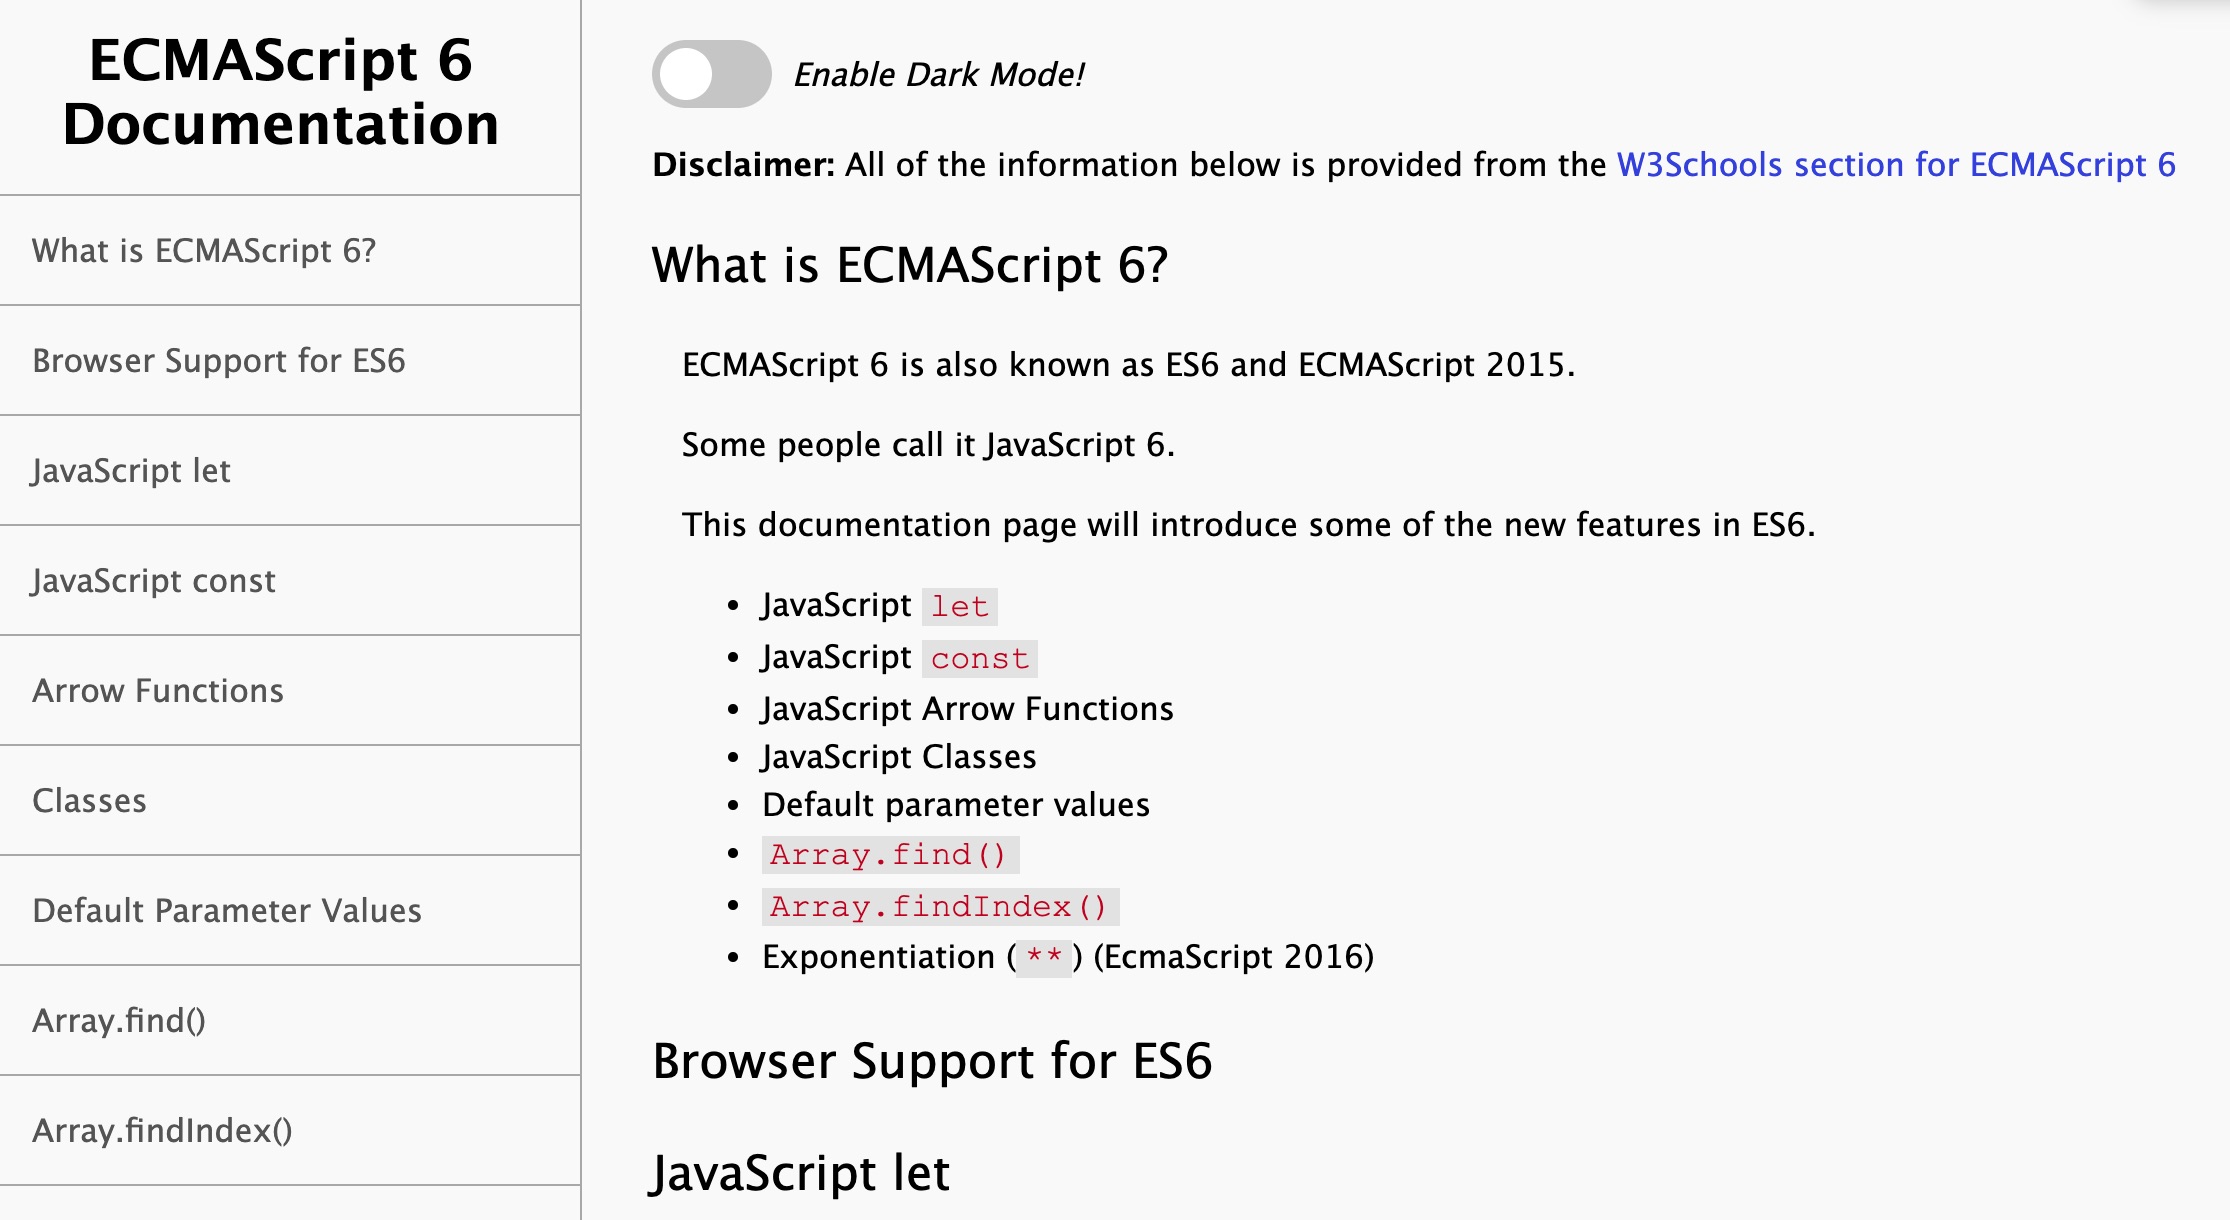 ECMAScript 6
Documentation
What is ECMAScript 6?
Browser Support for ES6
JavaScript let
JavaScript const
Arrow Functions
Classes
Default Parameter Values
Array.find()
Array.findIndex()
Enable Dark Mode!
Disclaimer: All of the information below is provided from the W3Schools section for ECMAScript 6
What is ECMAScript 6?
ECMAScript 6 is also known as ES6 and ECMAScript 2015.
Some people call it JavaScript 6.
This documentation page will introduce some of the new features in ES6.
• JavaScript let
• JavaScript const
• JavaScript Arrow Functions
• JavaScript Classes
• Default parameter values
• Array.find()
• Array.findIndex()
• Exponentiation (**) (EcmaScript 2016)
Browser Support for ES6
JavaScript let